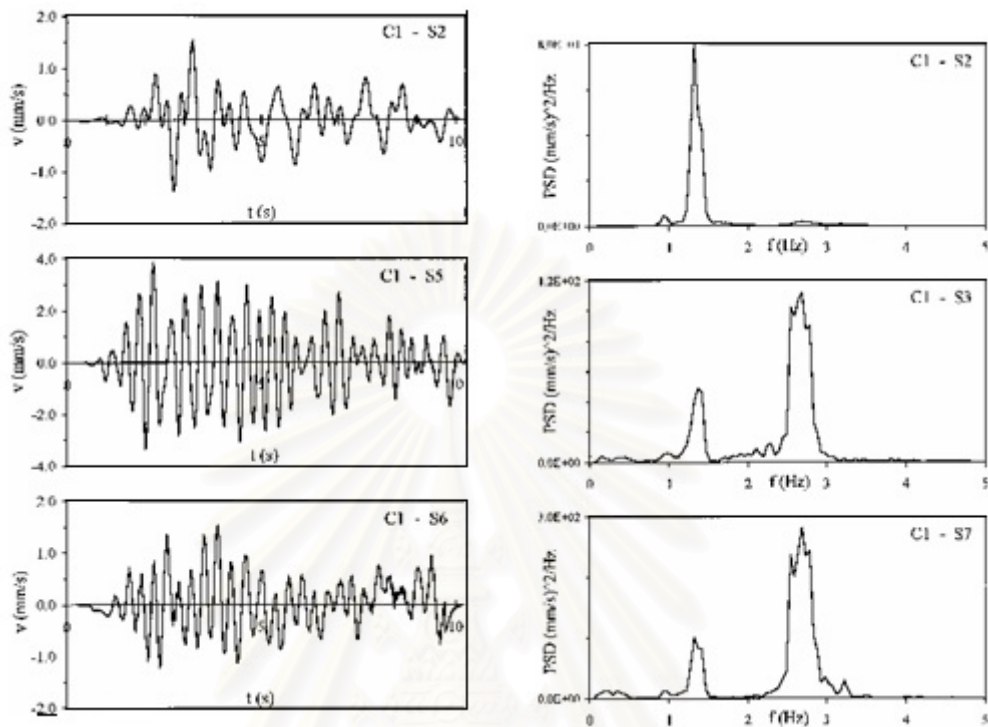 2.0
1.0
0.0
-1.0
-2.0
v (mm/s)
C1 - S2
0
5
10
t (s)
4.0
2.0
0.0
-2.0
-4.0
v (mm/s)
C1 - S5
0
5
10
t (s)
2.0
1.0
0.0
-1.0
-2.0
v (mm/s)
C1 - S6
0
5
10
t (s)
PSD (mm/s)^2/Hz
C1 - S2
0 1 2 3 4 5
f (Hz)
PSD (mm/s)^2/Hz
C1 - S3
0.0E+00
0 1 2 3 4 5
f (Hz)
PSD (mm/s)^2/Hz
C1 - S7
0.0E+00
0 1 2 3 4 5
f (Hz)